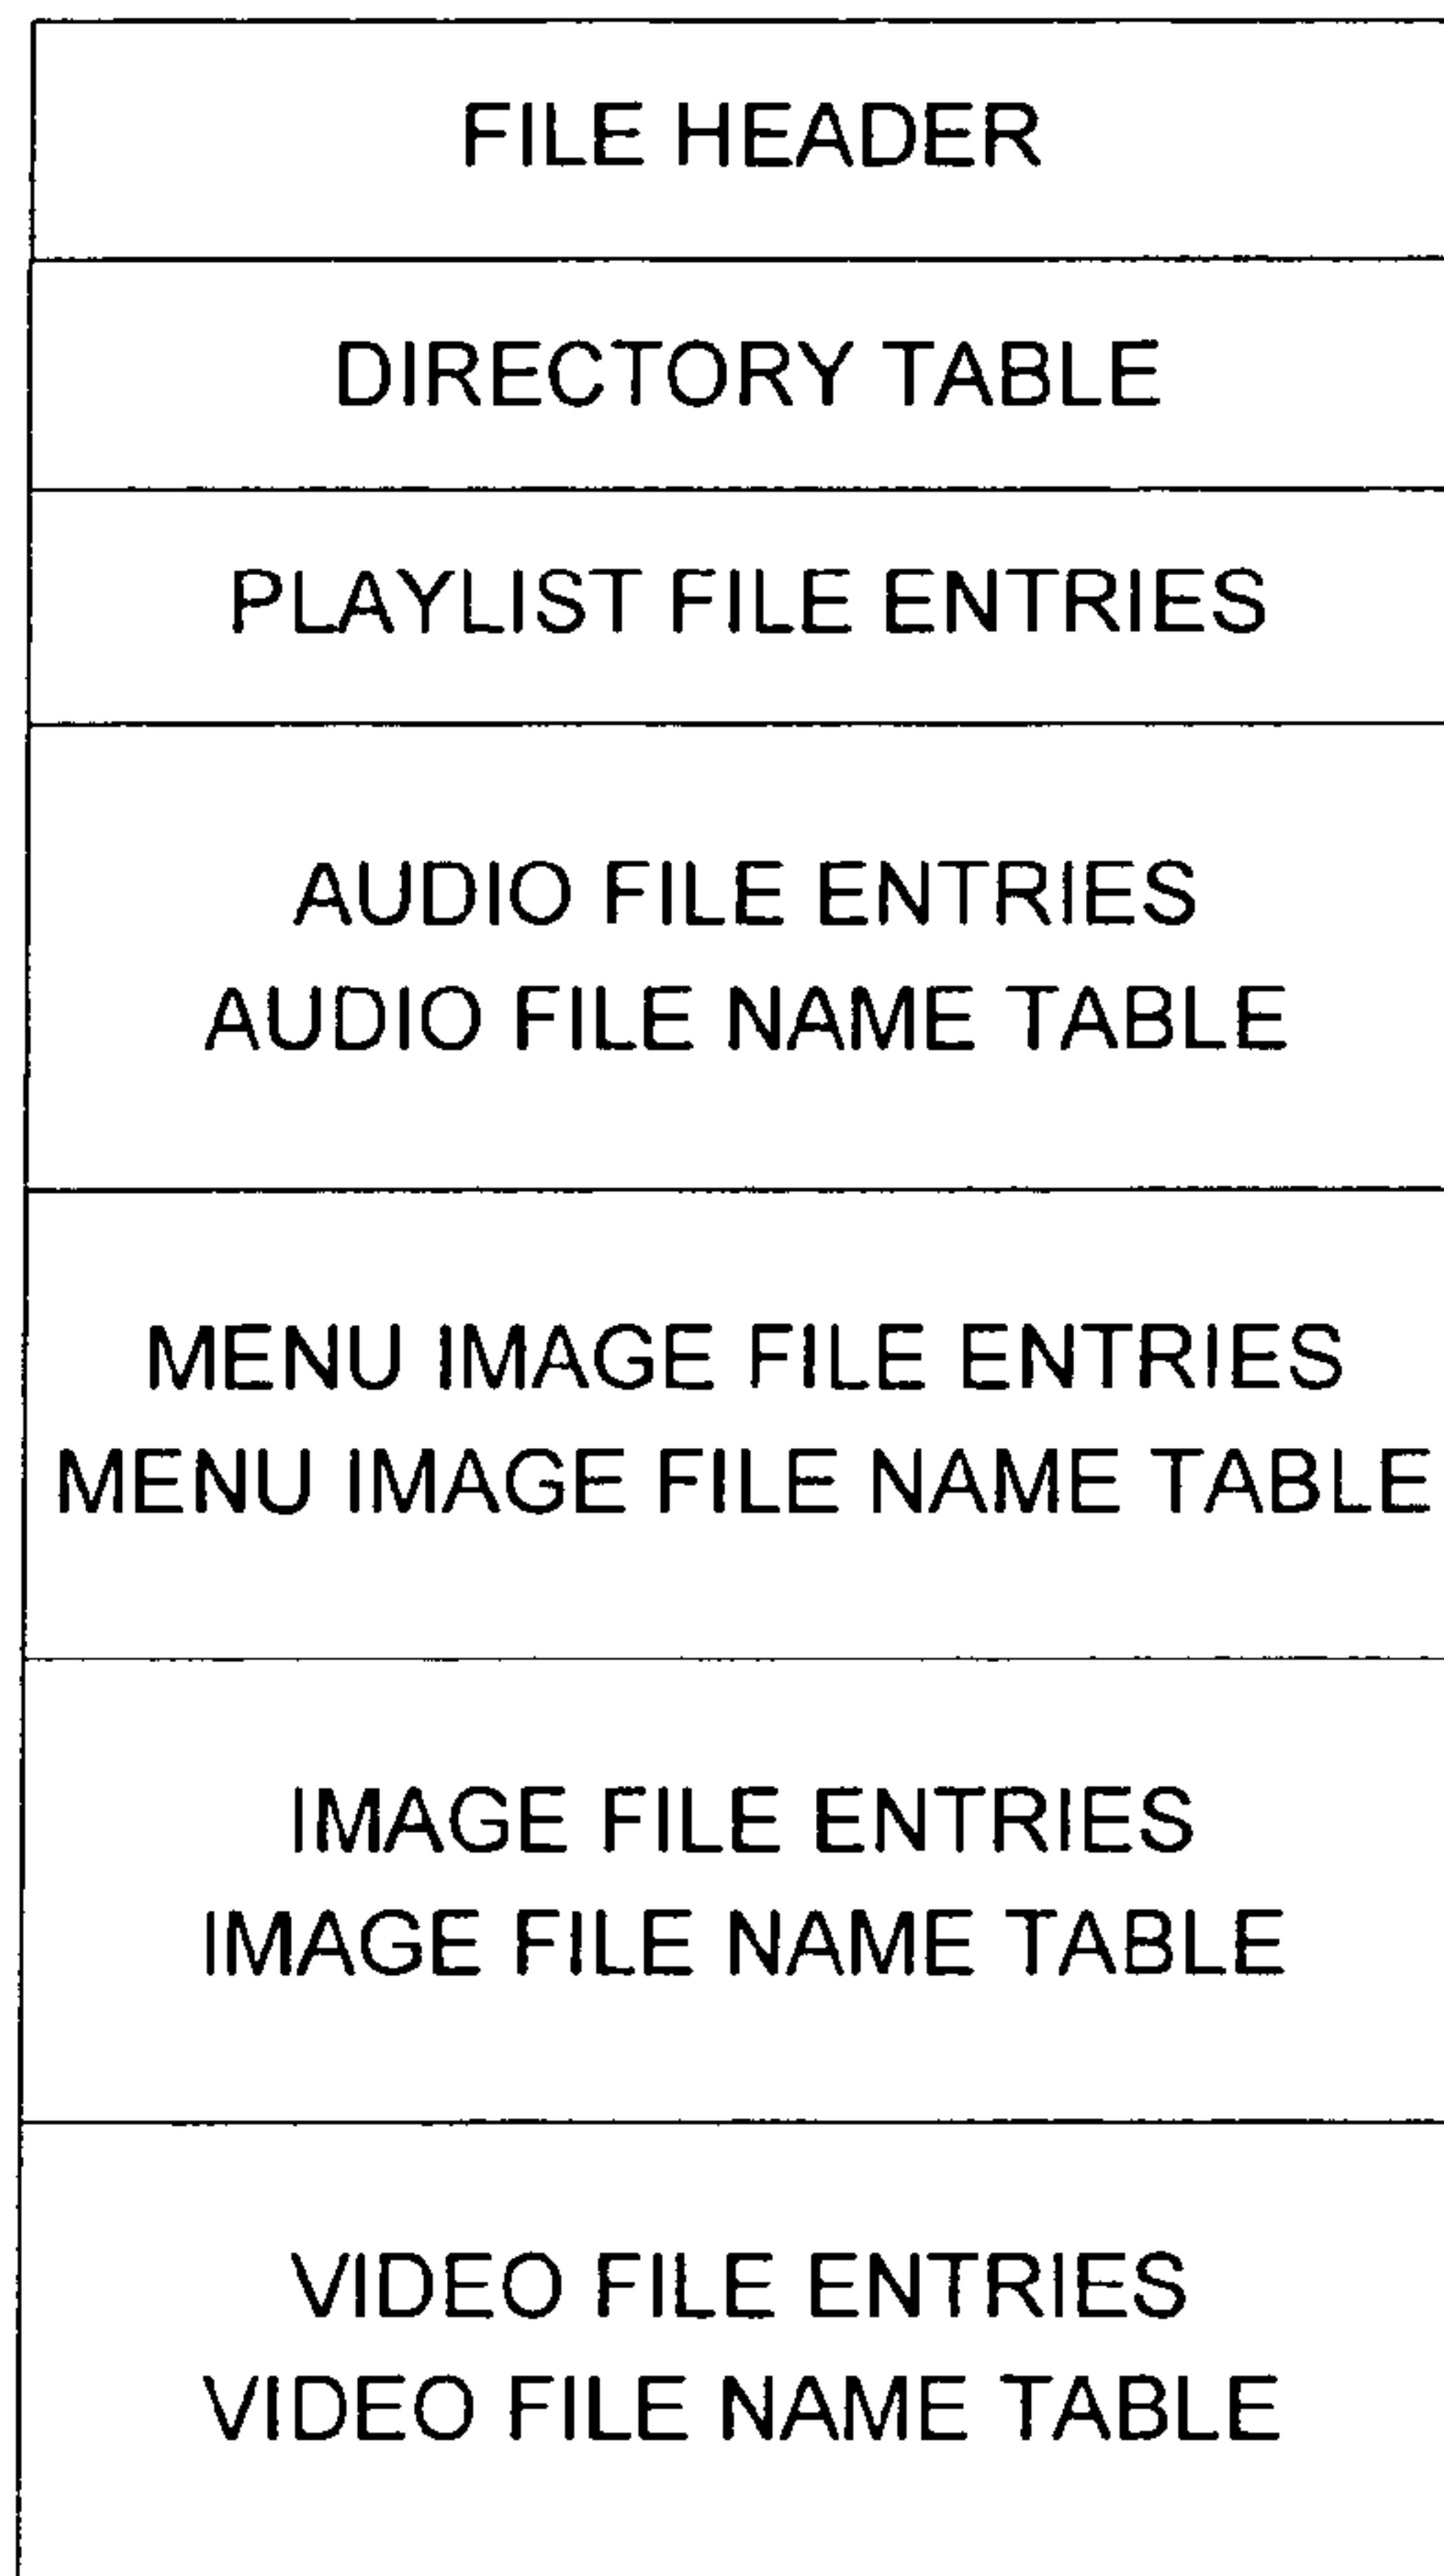 FILE HEADER
DIRECTORY TABLE
PLAYLIST FILE ENTRIES
AUDIO FILE ENTRIES
AUDIO FILE NAME TABLE
MENU IMAGE FILE ENTRIES
MENU IMAGE FILE NAME TABLE
IMAGE FILE ENTRIES
IMAGE FILE NAME TABLE
VIDEO FILE ENTRIES
VIDEO FILE NAME TABLE